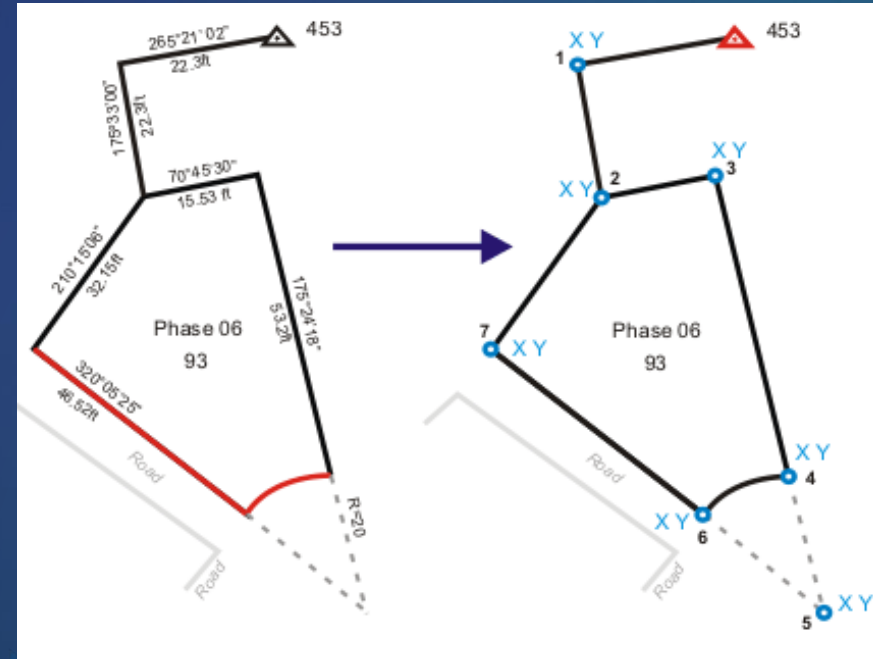 453
265°21'02"
22.3ft
175°33'00"
22.3ft
70°45'30"
15.53 ft
210°15'06"
32.15ft
175°24'18"
53.2ft
Phase 06
93
320°05'25"
46.52ft
Road
Road
R=20
453
X Y
1
X Y
3
2
X Y
7
X Y
Phase 06
93
X Y
4
Road
X Y
6
Road
X Y
5